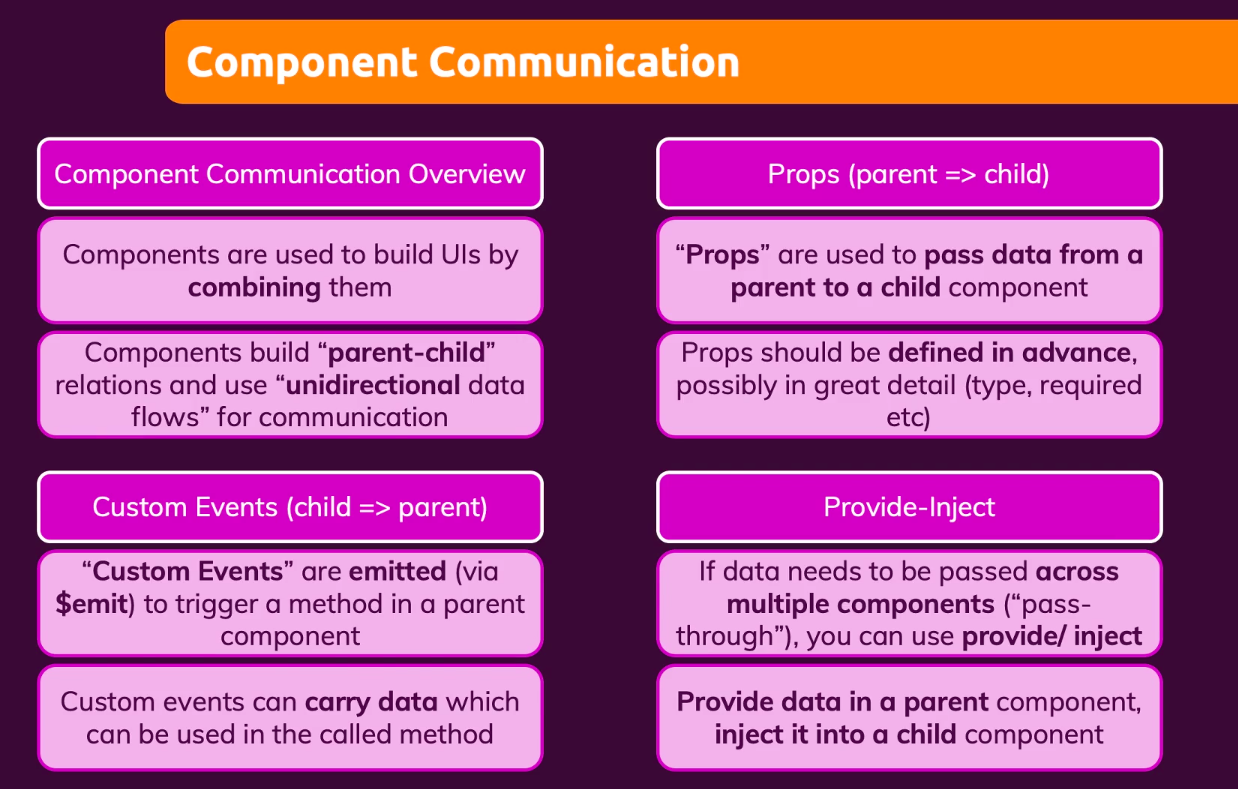 Component Communication
Component Communication Overview
Components are used to build UIs by
combining them
Components build “parent-child”
relations and use “unidirectional data
flows” for communication
Props (parent => child)
“Props” are used to pass data from a
parent to a child component
Props should be defined in advance,
possibly in great detail (type, required
etc)
Custom Events (child => parent)
“Custom Events” are emitted (via
$emit) to trigger a method in a parent
component
Custom events can carry data which
can be used in the called method
Provide-Inject
If data needs to be passed across
multiple components (“pass-
through”), you can use provide/ inject
Provide data in a parent component,
inject it into a child component